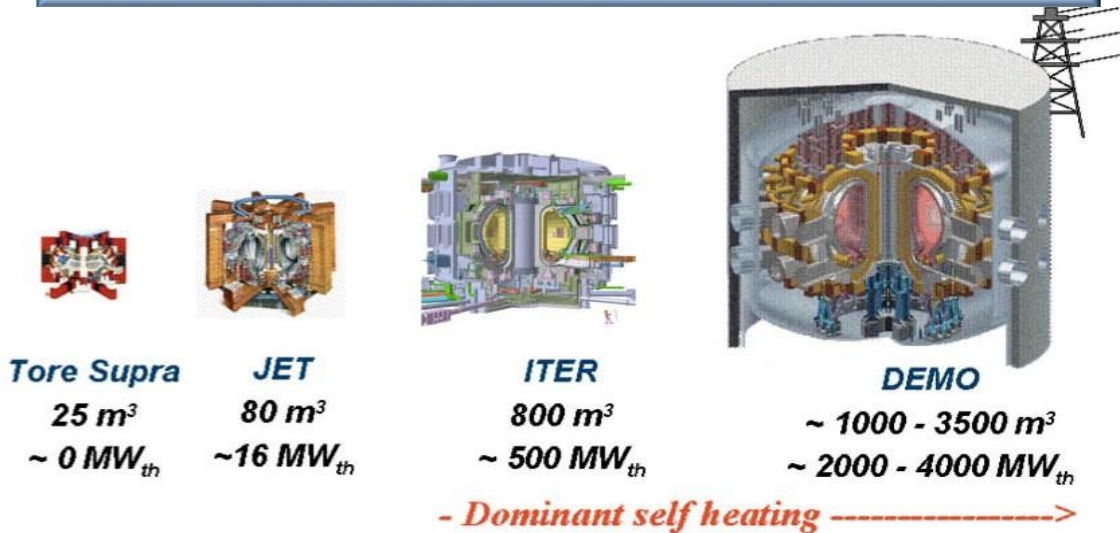 Tore Supra
25 m³
~ 0 MWth
JET
80 m³
~16 MWth
ITER
800 m³
~ 500 MWth
DEMO
~ 1000 - 3500 m³
~ 2000 - 4000 MWth
- Dominant self heating ----------------->